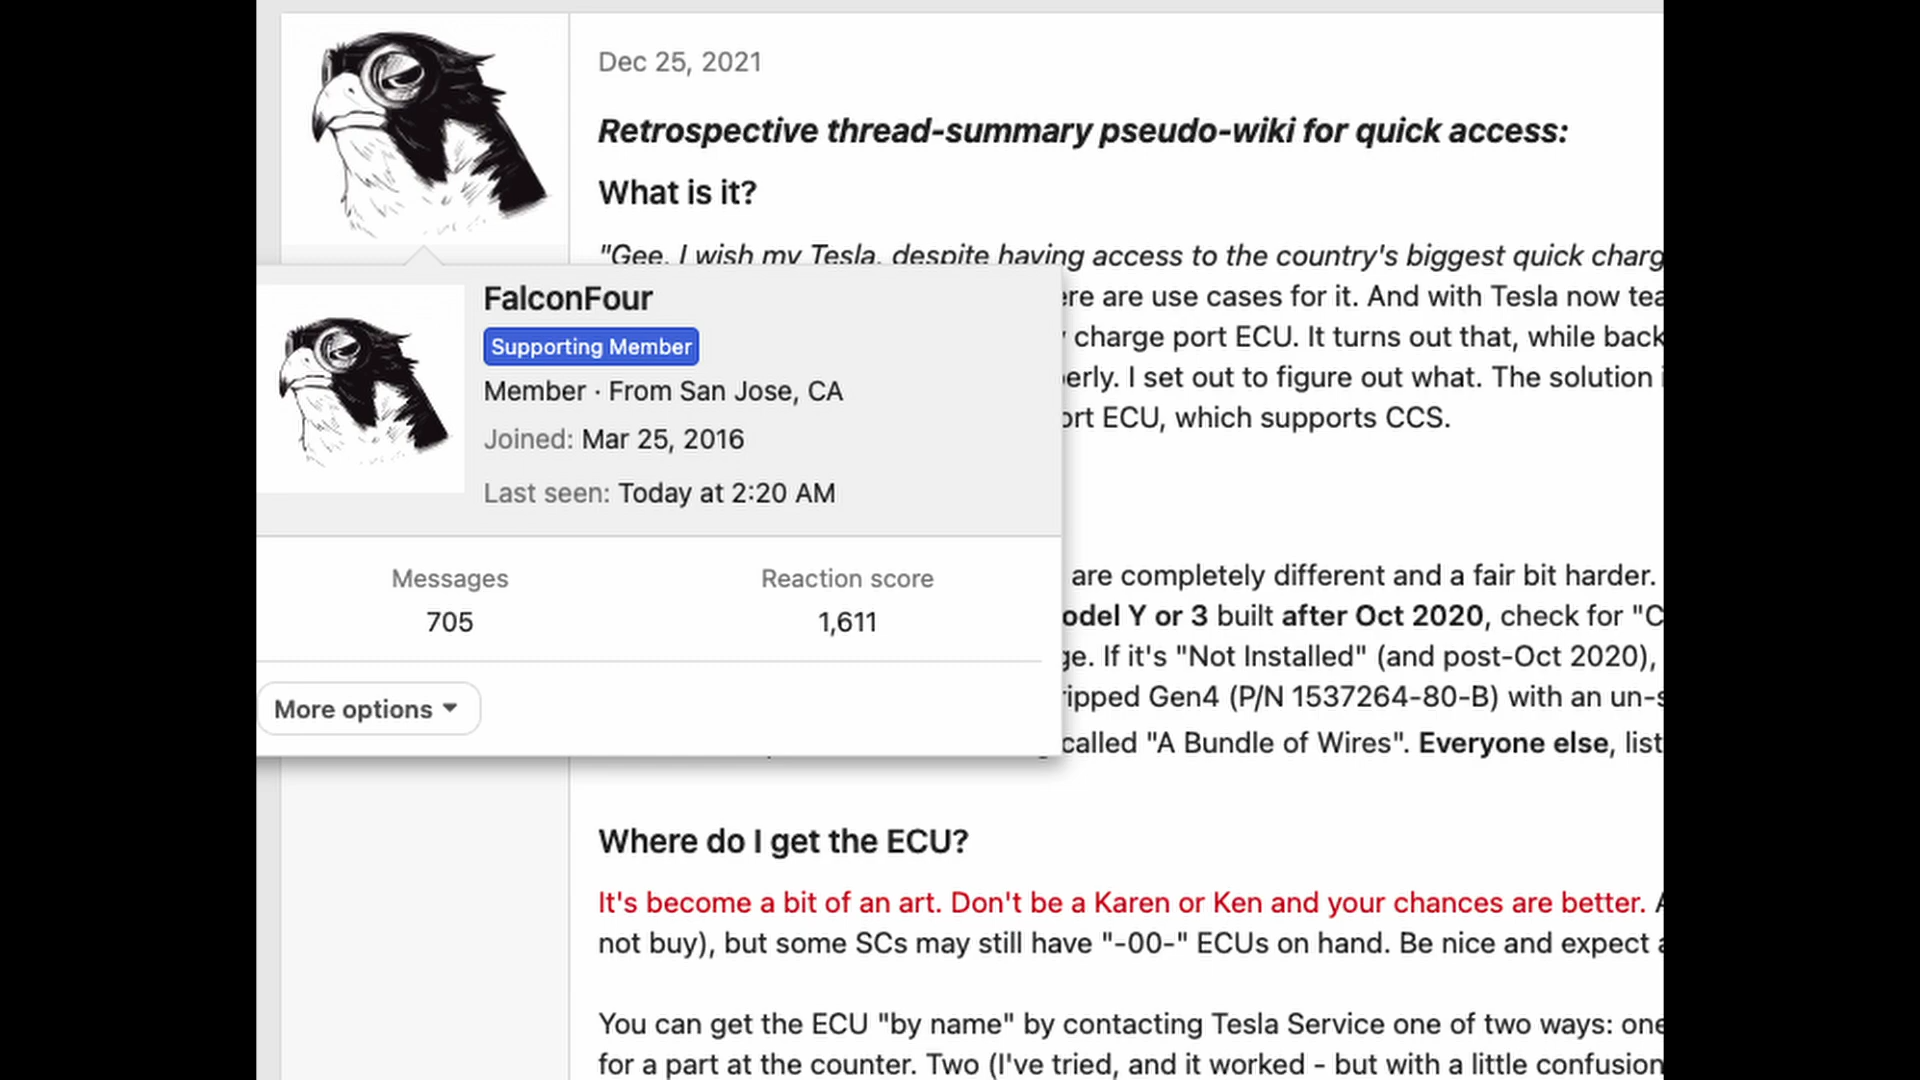 Dec 25, 2021
Retrospective thread-summary pseudo-wiki for quick access:
What is it?
"Gee, I wish my Tesla, despite having access to the country's biggest quick charg
FalconFour
Supporting Member
Member · From San Jose, CA
Joined: Mar 25, 2016
Last seen: Today at 2:20 AM
Messages
705
Reaction score
1,611
More options
ere are use cases for it. And with Tesla now tea
charge port ECU. It turns out that, while back
erly. I set out to figure out what. The solution i
ort ECU, which supports CCS.
are completely different and a fair bit harder.
odel Y or 3 built after Oct 2020, check for "C
ge. If it's "Not Installed" (and post-Oct 2020),
ripped Gen4 (P/N 1537264-80-B) with an un-s
called "A Bundle of Wires". Everyone else, list
Where do I get the ECU?
It's become a bit of an art. Don't be a Karen or Ken and your chances are better. A
not buy), but some SCs may still have "-00-" ECUs on hand. Be nice and expect a
You can get the ECU "by name" by contacting Tesla Service one of two ways: one
for a part at the counter. Two (I've tried, and it worked - but with a little confusion